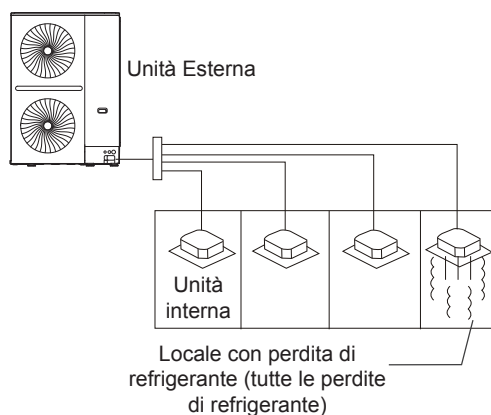 Unità Esterna
Unità
interna
Locale con perdita di
refrigerante (tutte le perdite
di refrigerante)